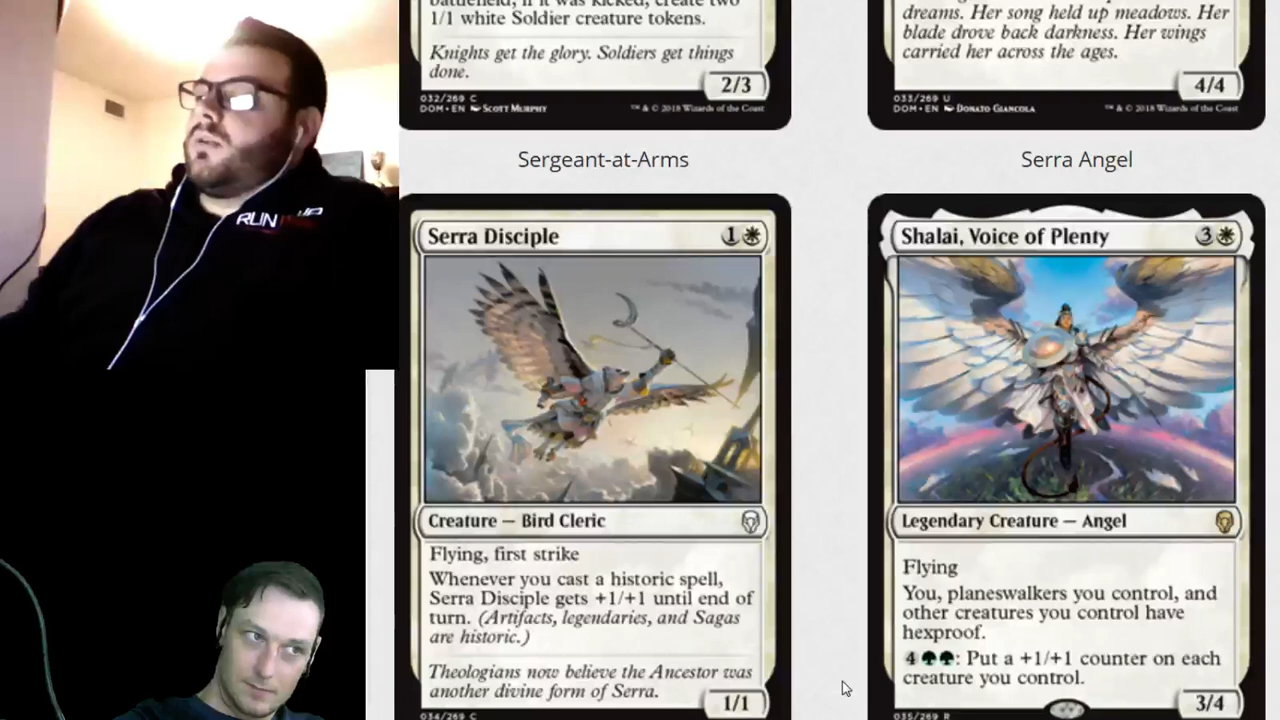 battlefield, if it was kicked, create two
1/1 white Soldier creature tokens.
Knights get the glory. Soldiers get things
done.
2/3
032/269 C
DOM • EN Scott Murphy
™ & © 2018 Wizards of the Coast
dreams. Her song held up meadows. Her
blade drove back darkness. Her wings
carried her across the ages.
4/4
033/269 U
DOM • EN Donato Giancola
™ & © 2018 Wizards of the Coast
Sergeant-at-Arms
Serra Angel
RUN
Serra Disciple 1
Creature — Bird Cleric
Flying, first strike
Whenever you cast a historic spell,
Serra Disciple gets +1/+1 until end of
turn. (Artifacts, legendaries, and Sagas
are historic.)
Theologians now believe the Ancestor was
another divine form of Serra.
1/1
034/269 C
Shalai, Voice of Plenty 3
Legendary Creature — Angel
Flying
You, planeswalkers you control, and
other creatures you control have
hexproof.
4: Put a +1/+1 counter on each
creature you control.
3/4
035/269 R